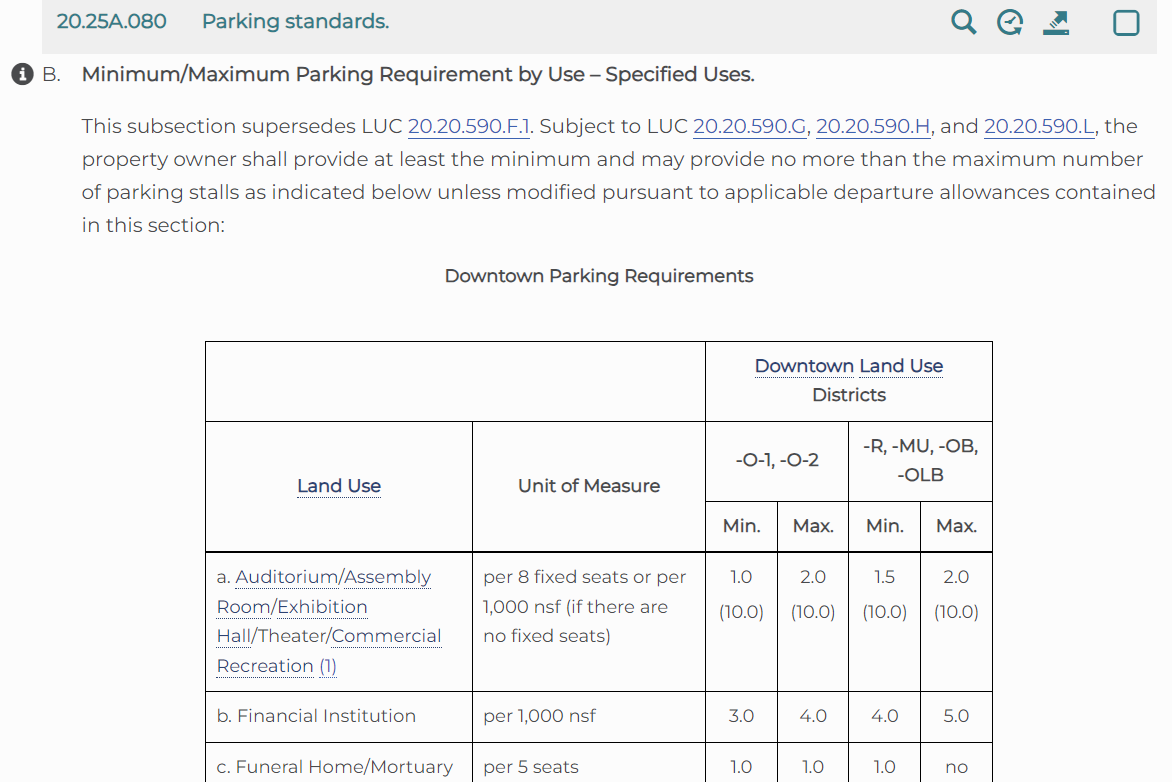 20.25A.080 Parking standards.
B. Minimum/Maximum Parking Requirement by Use – Specified Uses.
This subsection supersedes LUC 20.20.590.F.1. Subject to LUC 20.20.590.G, 20.20.590.H, and 20.20.590.L, the
property owner shall provide at least the minimum and may provide no more than the maximum number
of parking stalls as indicated below unless modified pursuant to applicable departure allowances contained
in this section:
Downtown Parking Requirements
Downtown Land Use
Districts
Land Use Unit of Measure -O-1, -O-2 -R, -MU, -OB,
-OLB
Min. Max. Min. Max.
a. Auditorium/Assembly per 8 fixed seats or per 1.0 2.0 1.5 2.0
Room/Exhibition 1,000 nsf (if there are (10.0) (10.0) (10.0) (10.0)
Hall/Theater/Commercial no fixed seats)
Recreation (1)
b. Financial Institution per 1,000 nsf 3.0 4.0 4.0 5.0
c. Funeral Home/Mortuary per 5 seats 1.0 1.0 1.0 no